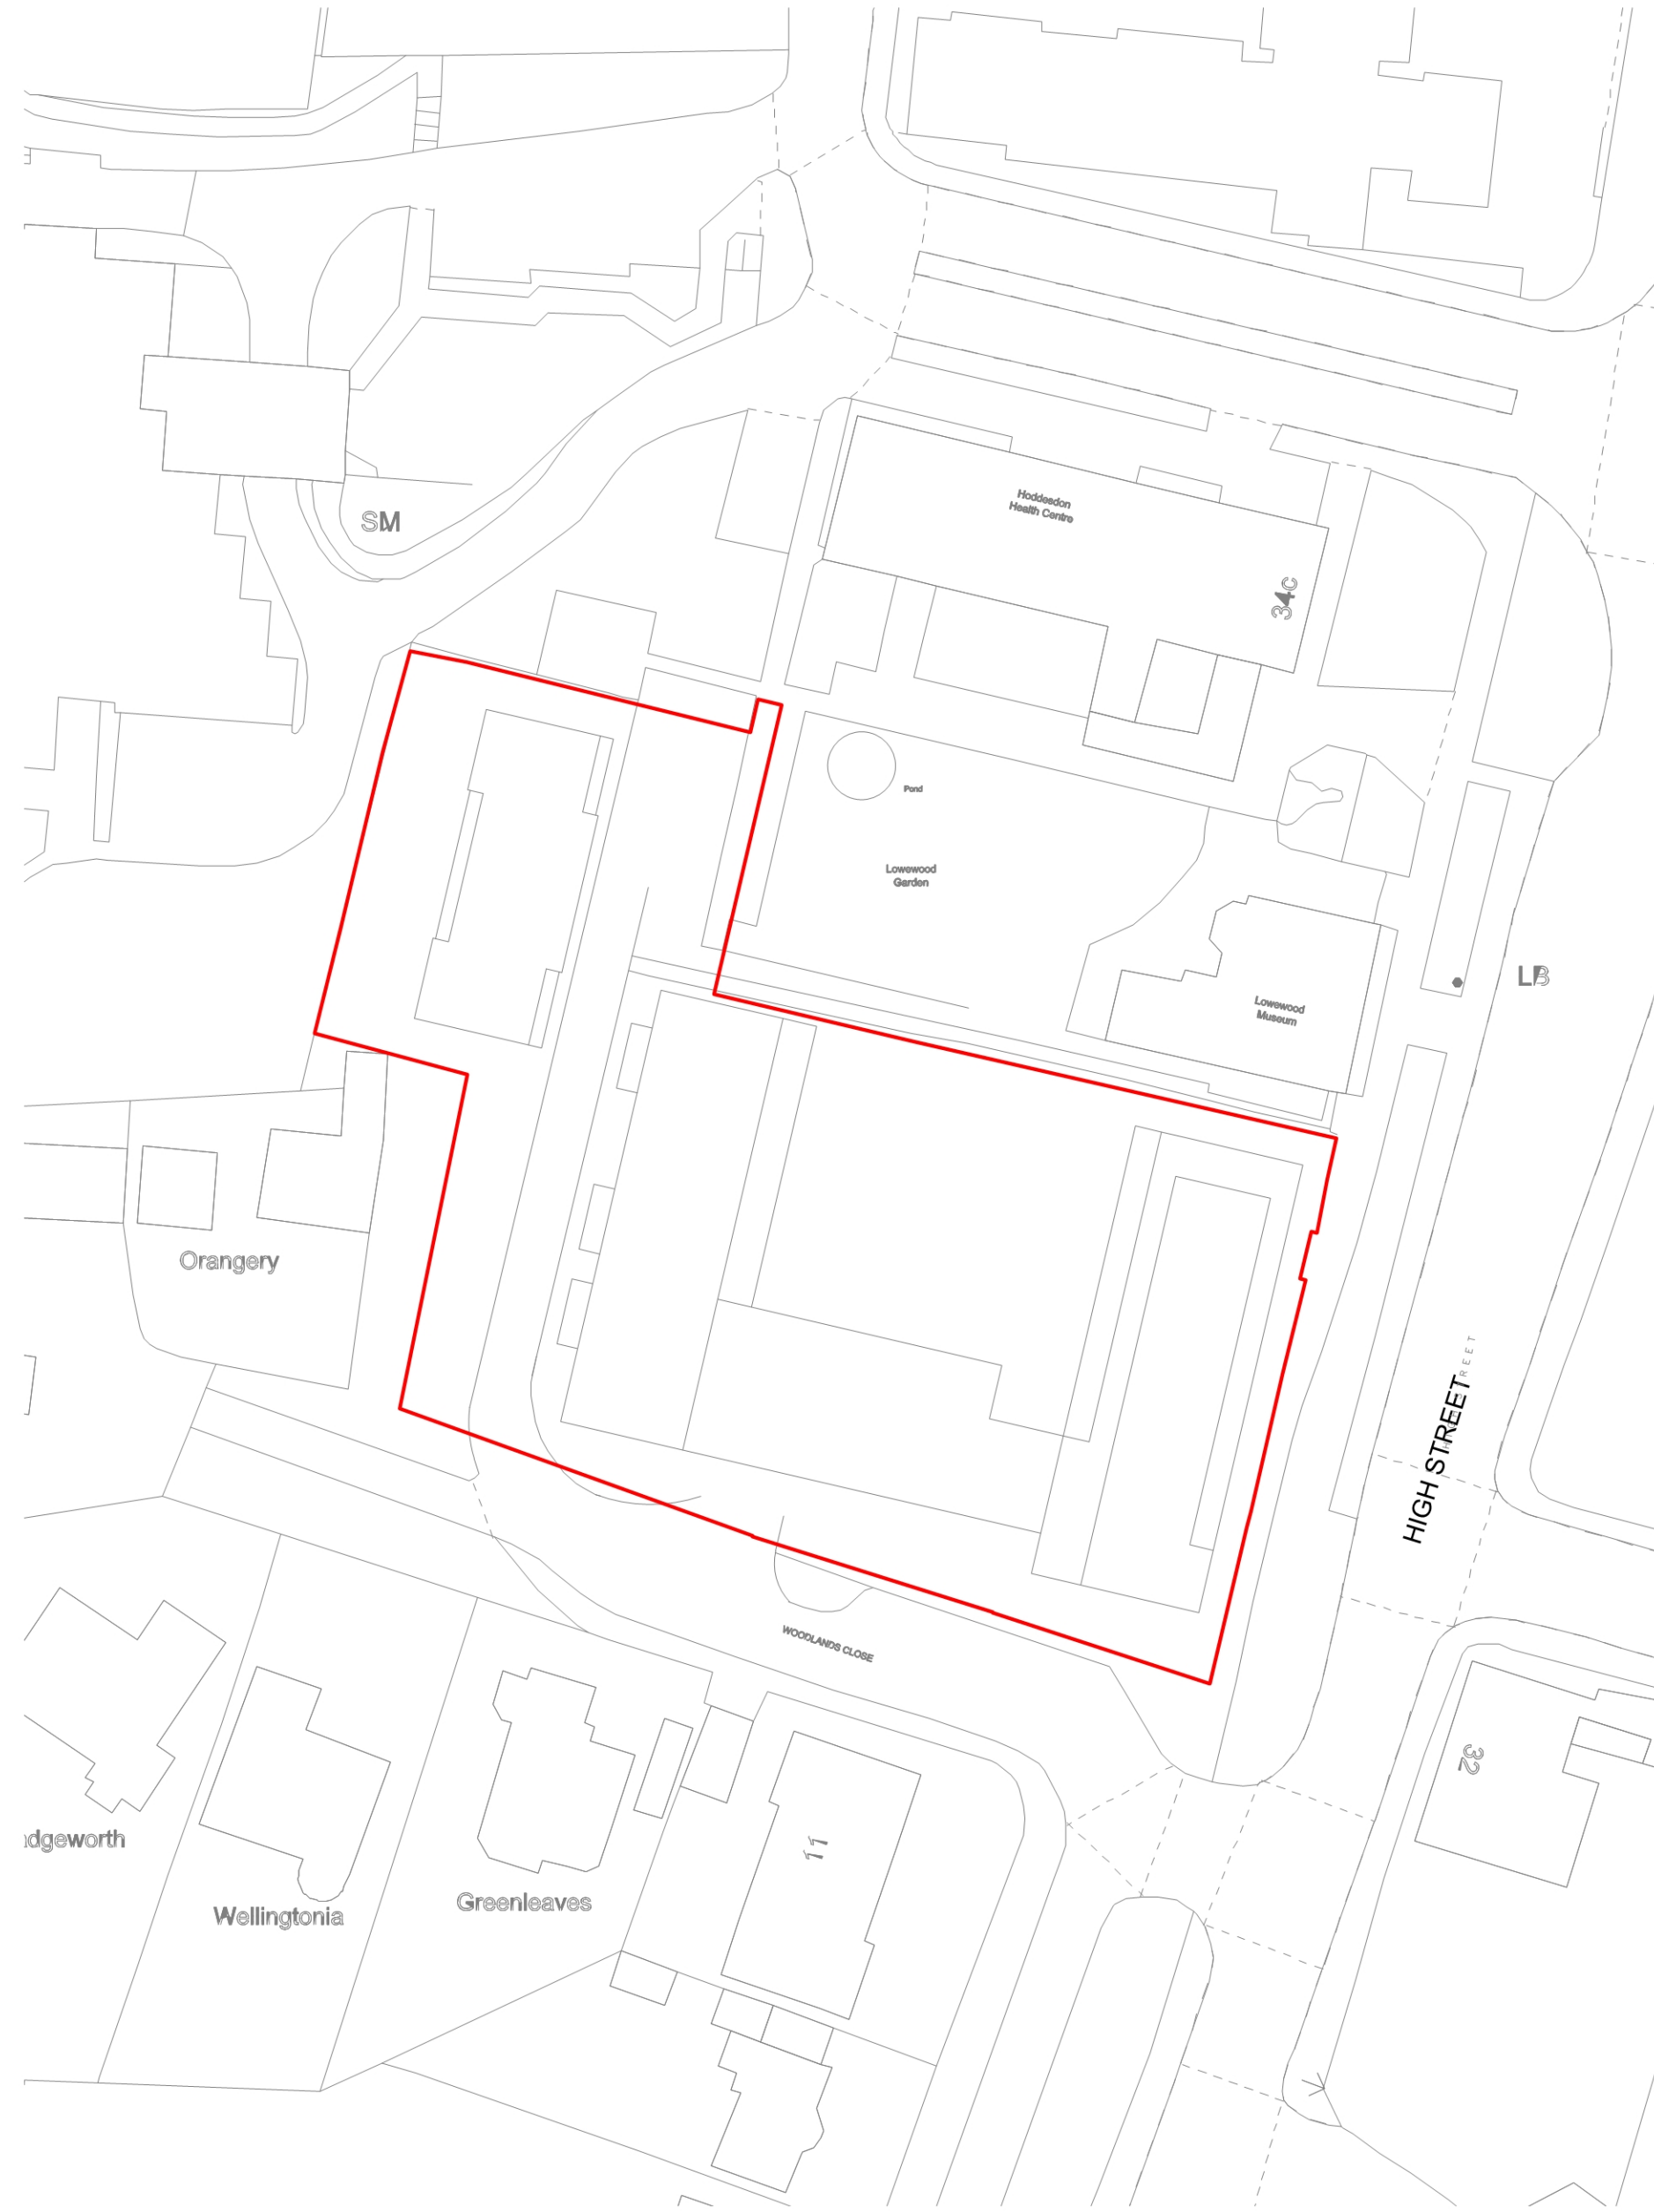 Hoddesdon
Health Centre
SM
34c
Pond
Lowewood
Garden
LB
Lowewood
Museum
Orangery
HIGH STREET
WOODLANDS CLOSE
32
dgeworth
11
Greenleaves
Wellingtonia